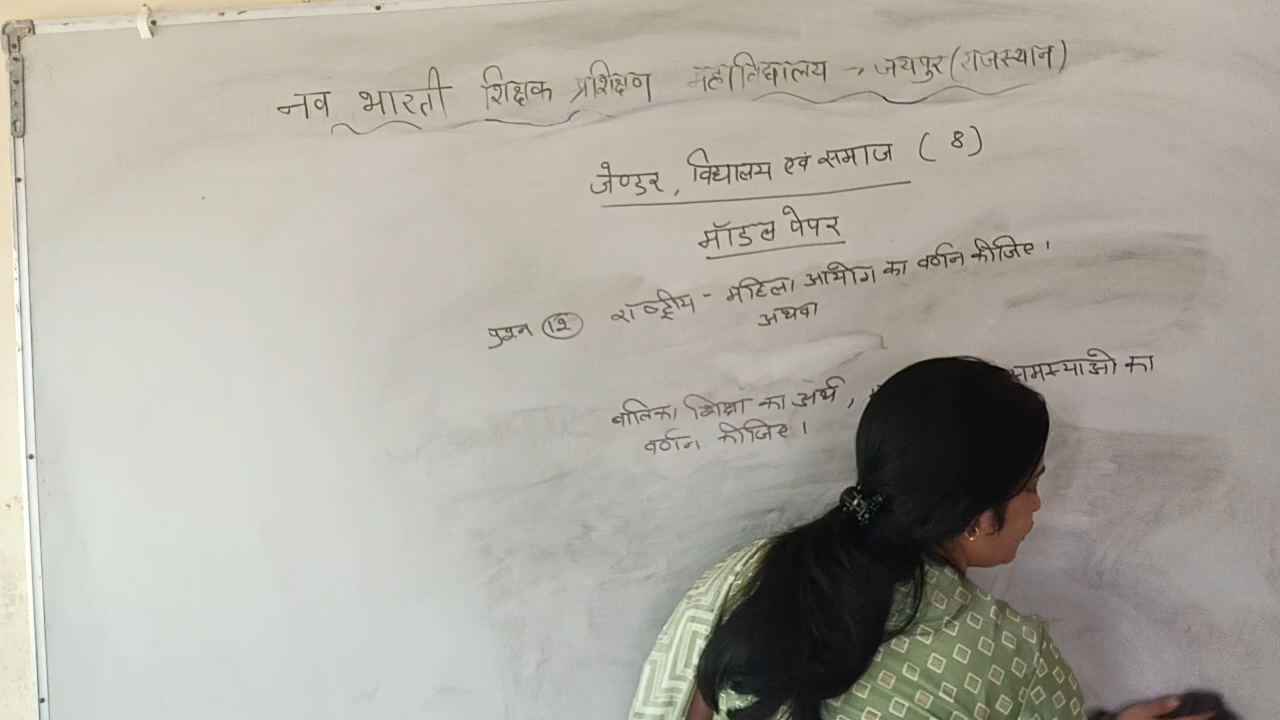 नव भारती शिक्षक प्रशिक्षण महाविद्यालय → जयपुर (राजस्थान)
जेण्डर, विद्यालय एवं समाज ( 8 )
मॉडल पेपर
प्रश्न 12 राष्ट्रीय - महिला आयोग का वर्णन कीजिए।
अथवा
बालिका शिक्षा का अर्थ, समस्याओ का
वर्णन कीजिए।